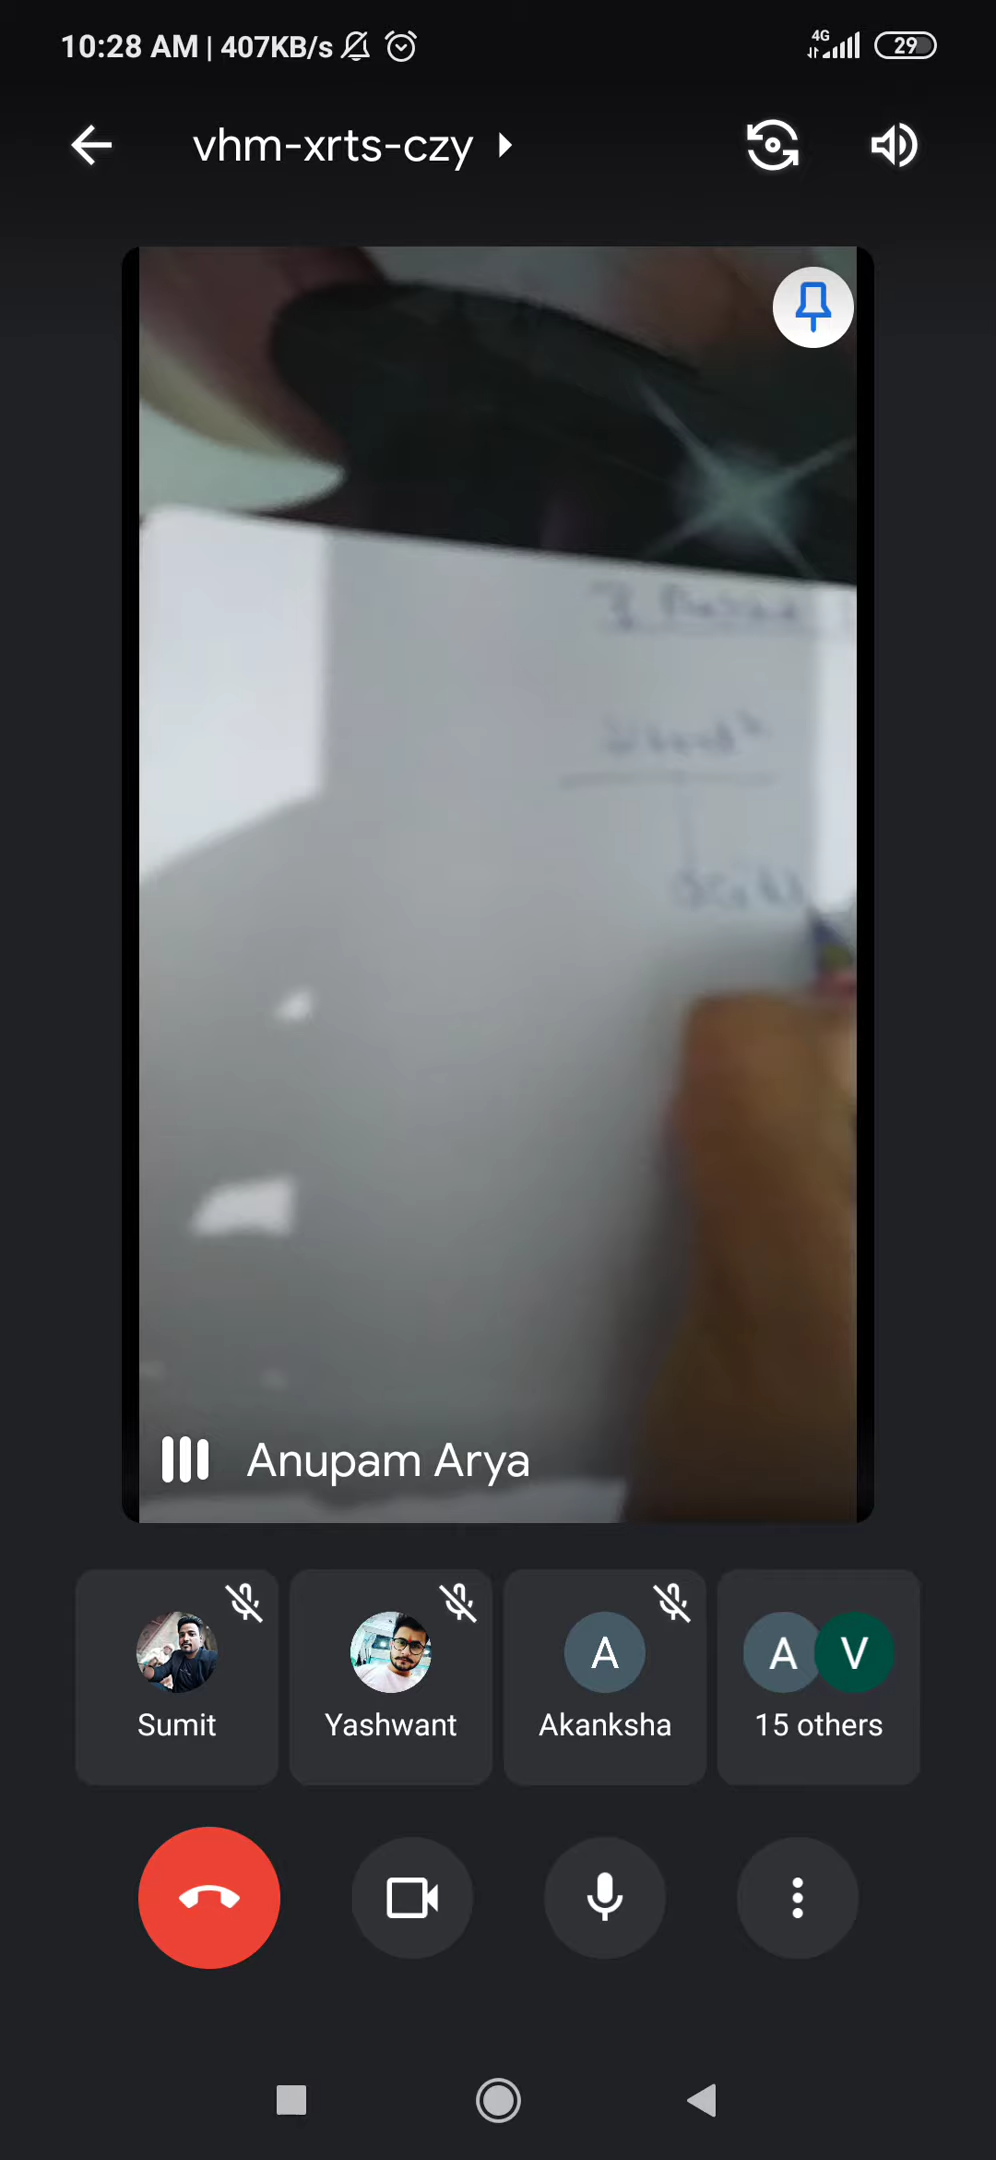 10:28 AM | 407KB/s
4G
29
vhm-xrts-czy
Anupam Arya
Sumit
Yashwant
Akanksha
A
A V
15 others